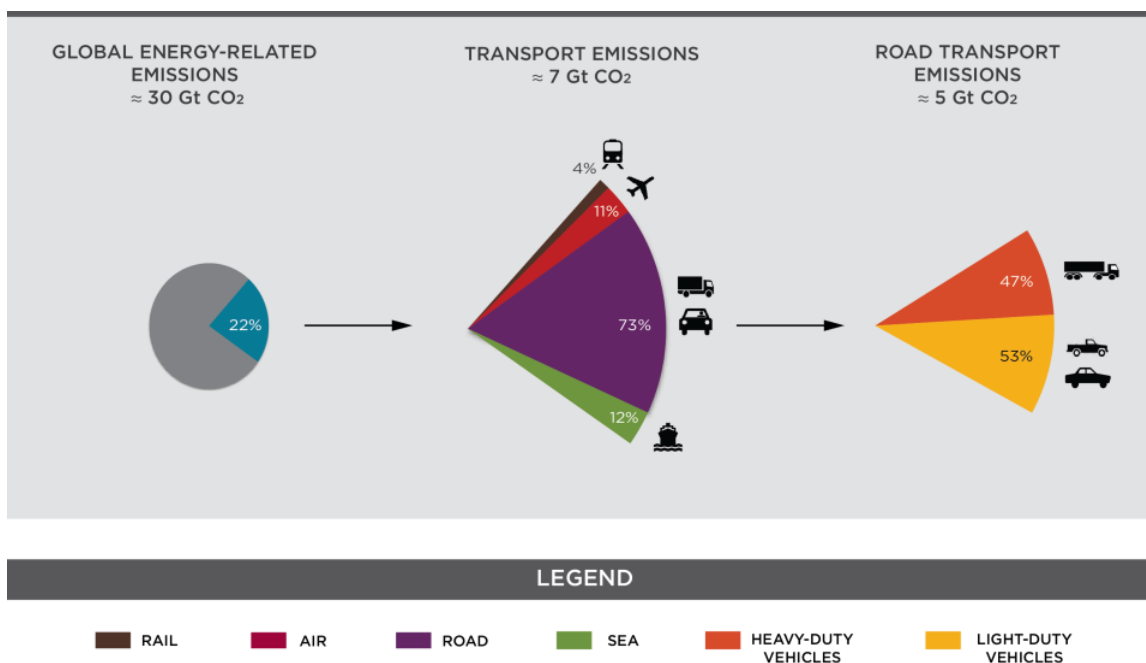 GLOBAL ENERGY-RELATED
EMISSIONS
≈ 30 Gt CO₂
TRANSPORT EMISSIONS
≈ 7 Gt CO₂
ROAD TRANSPORT
EMISSIONS
≈ 5 Gt CO₂
4%
11%
22%
73%
12%
47%
53%
LEGEND
RAIL
AIR
ROAD
SEA
HEAVY-DUTY
VEHICLES
LIGHT-DUTY
VEHICLES